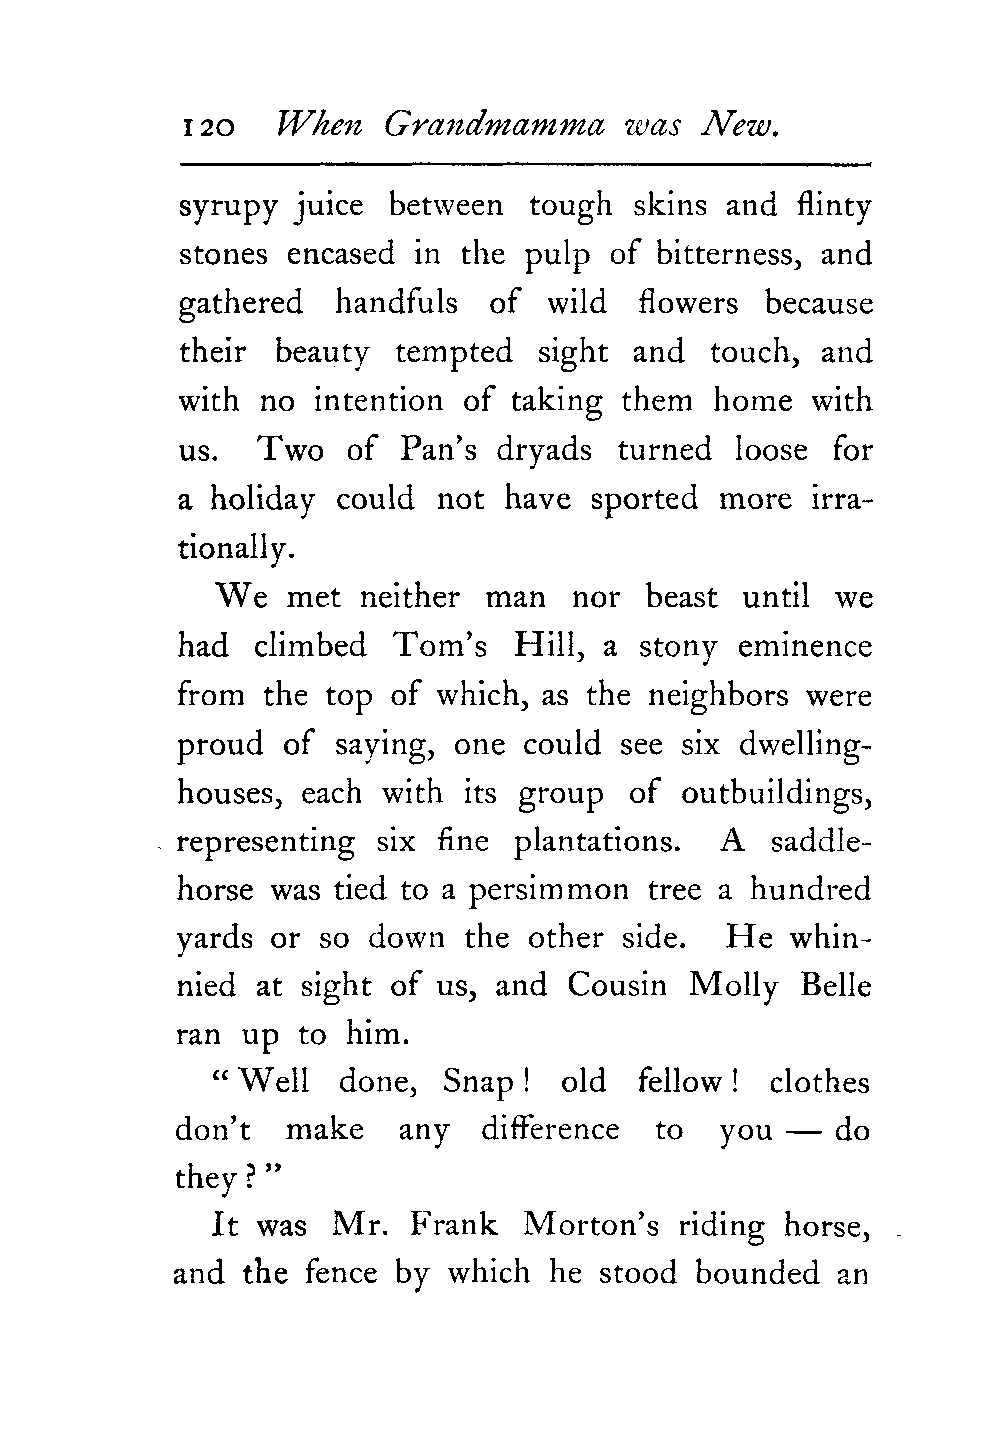 120 When Grandmamma was New.
syrupy juice between tough skins and flinty
stones encased in the pulp of bitterness, and
gathered handfuls of wild flowers because
their beauty tempted sight and touch, and
with no intention of taking them home with
us. Two of Pan's dryads turned loose for
a holiday could not have sported more irra-
tionally.
We met neither man nor beast until we
had climbed Tom's Hill, a stony eminence
from the top of which, as the neighbors were
proud of saying, one could see six dwelling-
houses, each with its group of outbuildings,
representing six fine plantations. A saddle-
horse was tied to a persimmon tree a hundred
yards or so down the other side. He whin-
nied at sight of us, and Cousin Molly Belle
ran up to him.
"Well done, Snap! old fellow! clothes
don't make any difference to you — do
they?"
It was Mr. Frank Morton's riding horse,
and the fence by which he stood bounded an